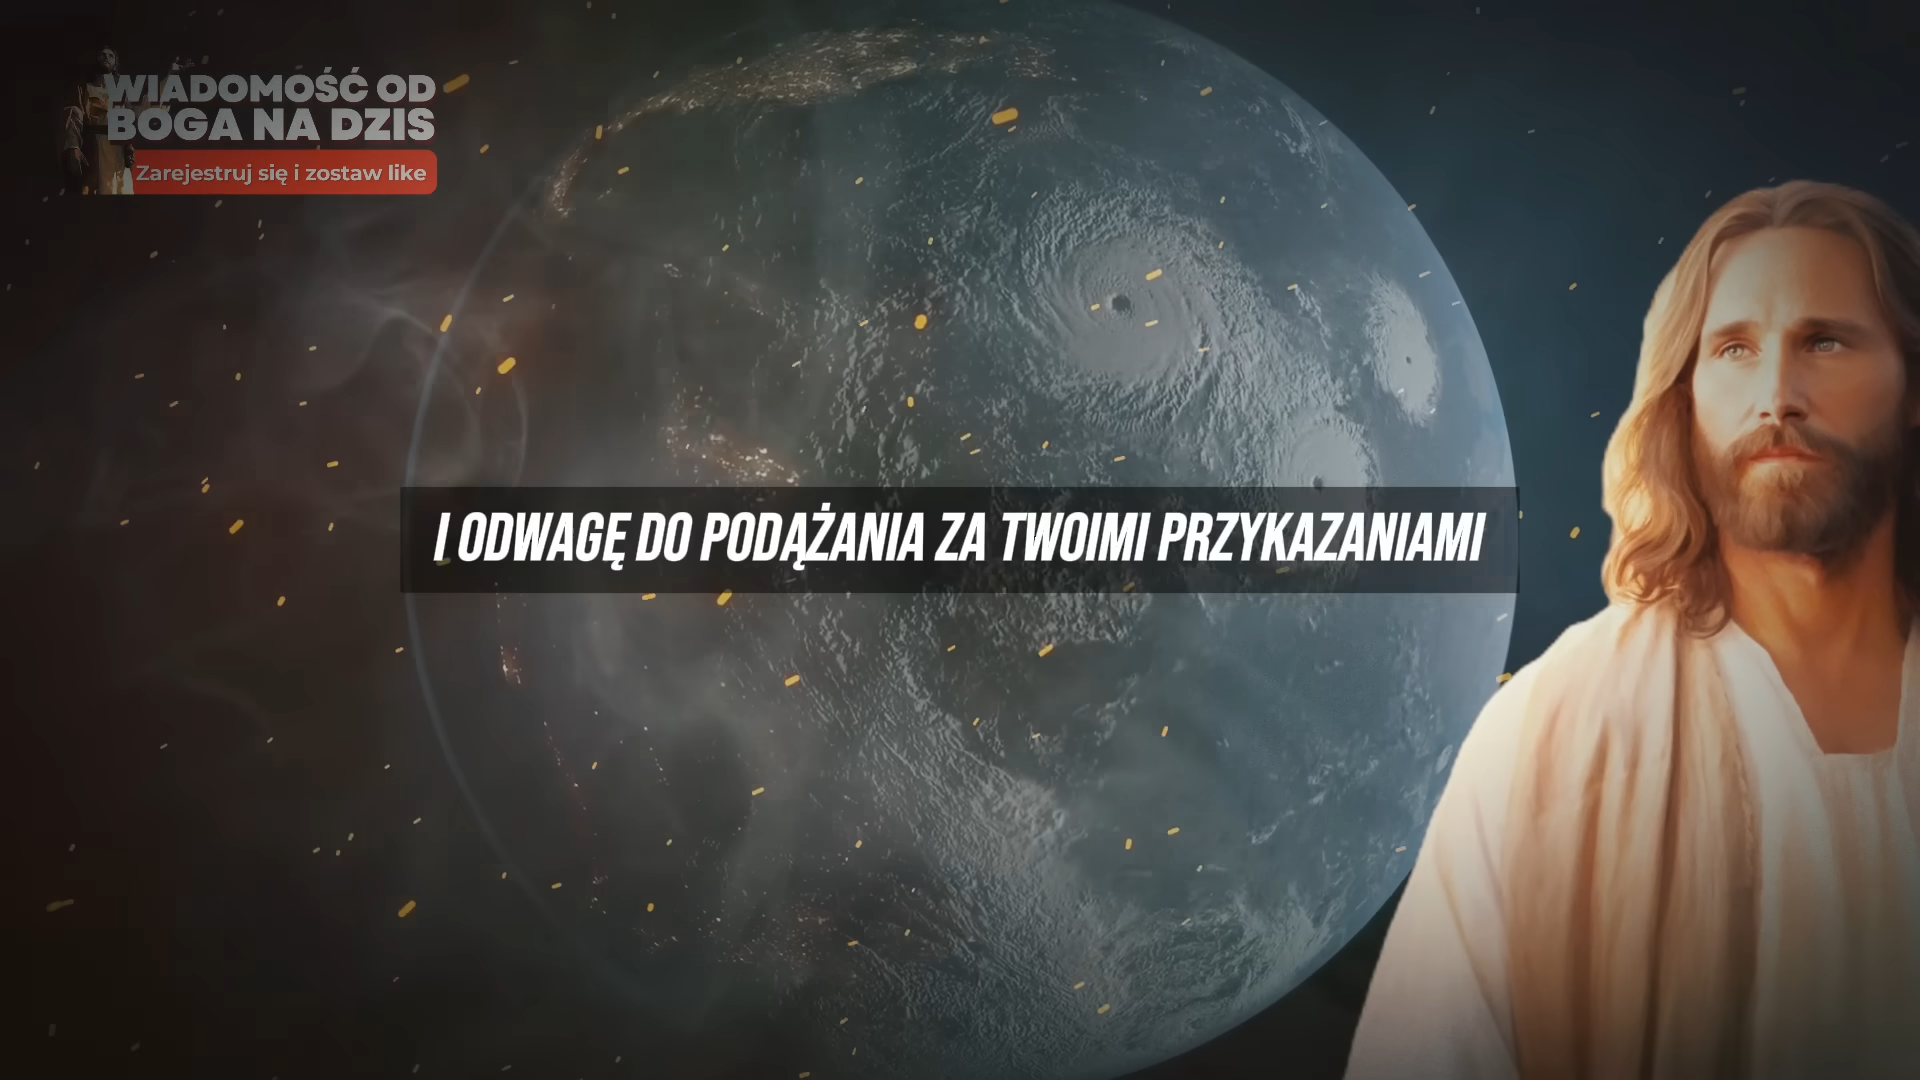 WIADOMOŚĆ OD
BOGA NA DZIS
Zarejestruj się i zostaw like
I ODWAGĘ DO PODĄŻANIA ZA TWOIMI PRZYKAZANIAMI